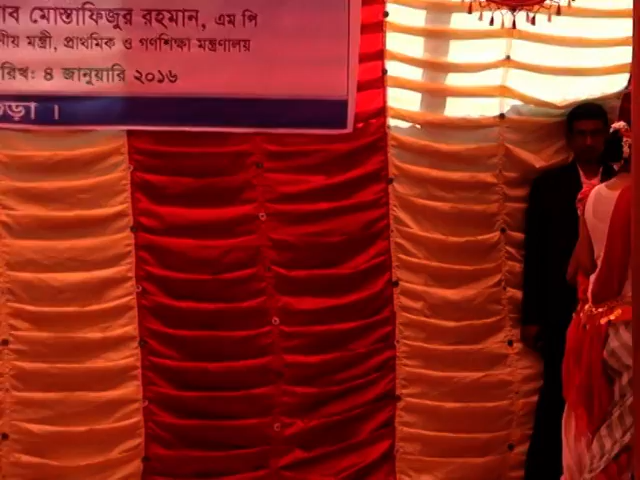 াব মোস্তাফিজুর রহমান, এম পি
ীয় মন্ত্রী, প্রাথমিক ও গণশিক্ষা মন্ত্রণালয়
রিখ: ৪ জানুয়ারি ২০১৬
গুড়া ।